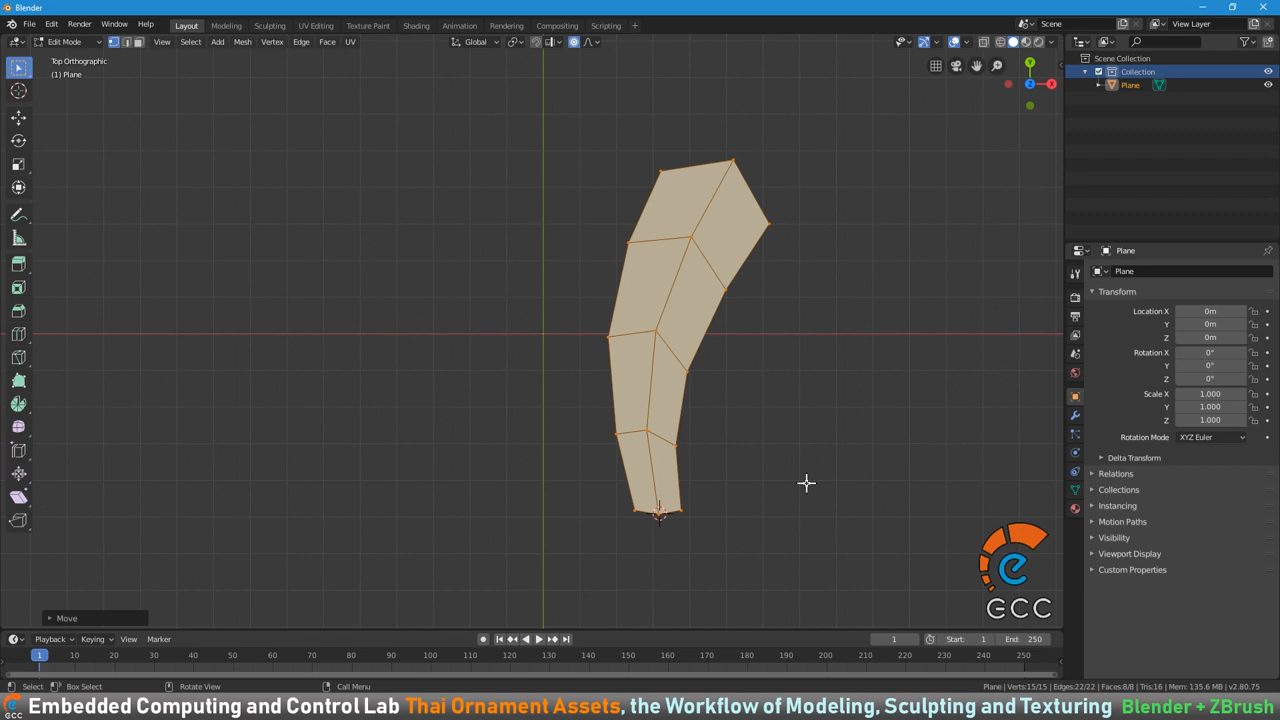 Blender
File Edit Render Window Help Layout Modeling Sculpting UV Editing Texture Paint Shading Animation Rendering Compositing Scripting Scene View Layer
Edit Mode View Select Add Mesh Vertex Edge Face UV Global
Top Orthographic
(1) Plane
Y
Z
X
Scene Collection
Collection
Plane
Plane
Plane
Transform
Location X 0m
Y 0m
Z 0m
Rotation X 0°
Y 0°
Z 0°
Scale X 1.000
Y 1.000
Z 1.000
Rotation Mode XYZ Euler
Delta Transform
Relations
Collections
Instancing
Motion Paths
Visibility
Viewport Display
Custom Properties
e
GCC
Move
Playback Keying View Marker 1 Start: 1 End: 250
1 10 20 30 40 50 60 70 80 90 100 110 120 130 140 150 160 170 180 190 200 210 220 230 240 250
Select Box Select Rotate View Call Menu Plane | Verts:15/15 | Edges:22/22 | Faces:8/8 | Tris:16 | Mem: 135.6 MB | v2.80.75
e GCC Embedded Computing and Control Lab Thai Ornament Assets, the Workflow of Modeling, Sculpting and Texturing Blender + ZBrush